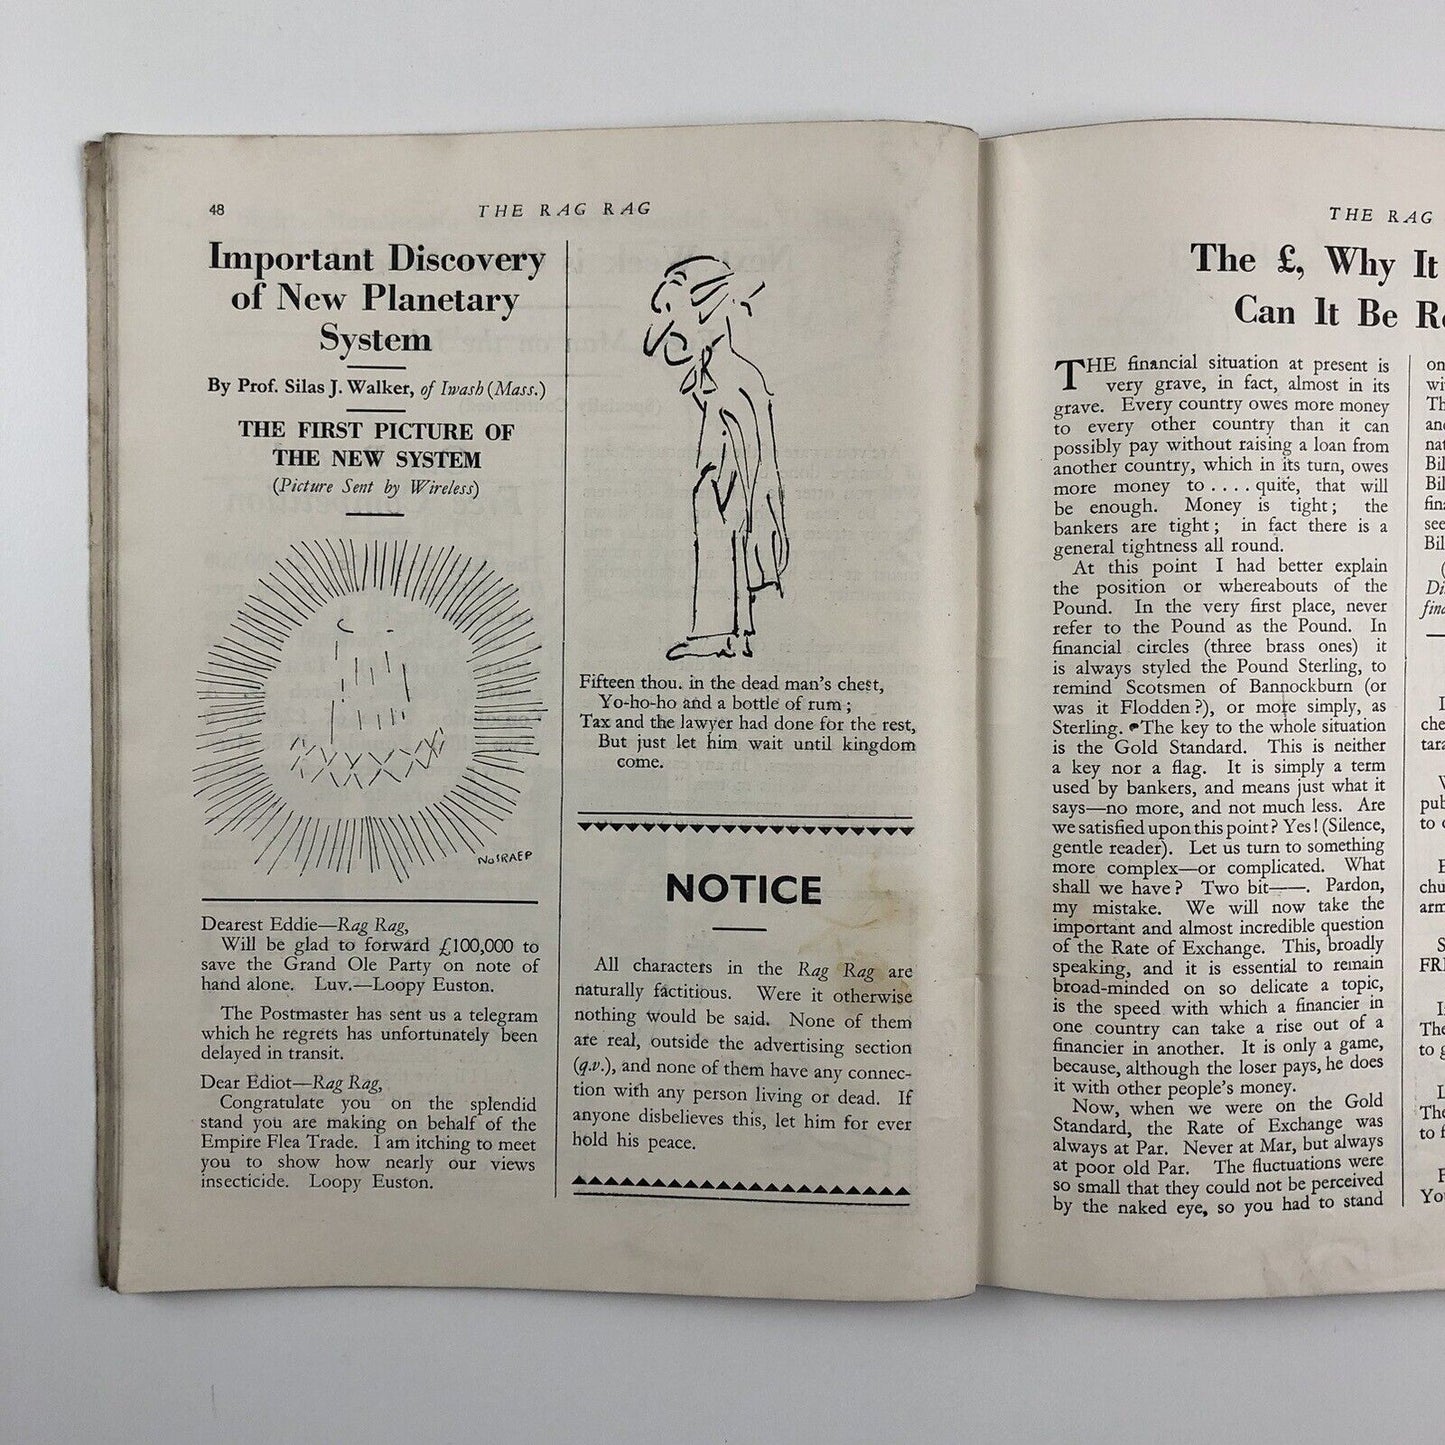 48
THE RAG RAG
Important Discovery
of New Planetary
System
By Prof. Silas J. Walker, of Iwash (Mass.)
THE FIRST PICTURE OF
THE NEW SYSTEM
(Picture Sent by Wireless)
NoSRAEP
Dearest Eddie—Rag Rag,
Will be glad to forward £100,000 to
save the Grand Ole Party on note of
hand alone. Luv.—Loopy Euston.
The Postmaster has sent us a telegram
which he regrets has unfortunately been
delayed in transit.
Dear Ediot—Rag Rag,
Congratulate you on the splendid
stand you are making on behalf of the
Empire Flea Trade. I am itching to meet
you to show how nearly our views
insecticide. Loopy Euston.
Fifteen thou. in the dead man's chest,
Yo-ho-ho and a bottle of rum;
Tax and the lawyer had done for the rest,
But just let him wait until kingdom
come.
NOTICE
All characters in the Rag Rag are
naturally factitious. Were it otherwise
nothing would be said. None of them
are real, outside the advertising section
(q.v.), and none of them have any connec-
tion with any person living or dead. If
anyone disbelieves this, let him for ever
hold his peace.
THE RAG
The £, Why It
Can It Be Re
THE financial situation at present is
very grave, in fact, almost in its
grave. Every country owes more money
to every other country than it can
possibly pay without raising a loan from
another country, which in its turn, owes
more money to .... quite, that will
be enough. Money is tight; the
bankers are tight; in fact there is a
general tightness all round.
At this point I had better explain
the position or whereabouts of the
Pound. In the very first place, never
refer to the Pound as the Pound. In
financial circles (three brass ones) it
is always styled the Pound Sterling, to
remind Scotsmen of Bannockburn (or
was it Flodden?), or more simply, as
Sterling. The key to the whole situation
is the Gold Standard. This is neither
a key nor a flag. It is simply a term
used by bankers, and means just what it
says—no more, and not much less. Are
we satisfied upon this point? Yes! (Silence,
gentle reader). Let us turn to something
more complex—or complicated. What
shall we have? Two bit——. Pardon,
my mistake. We will now take the
important and almost incredible question
of the Rate of Exchange. This, broadly
speaking, and it is essential to remain
broad-minded on so delicate a topic,
is the speed with which a financier in
one country can take a rise out of a
financier in another. It is only a game,
because, although the loser pays, he does
it with other people's money.
Now, when we were on the Gold
Standard, the Rate of Exchange was
always at Par. Never at Mar, but always
at poor old Par. The fluctuations were
so small that they could not be perceived
by the naked eye, so you had to stand
on
wi
Th
and
nat
Bil
Bil
fina
see
Bil
(
Di
fina
I
che
tara
V
pub
to
chu
arm
S
FRI
I
The
to g
L
The
to f
You